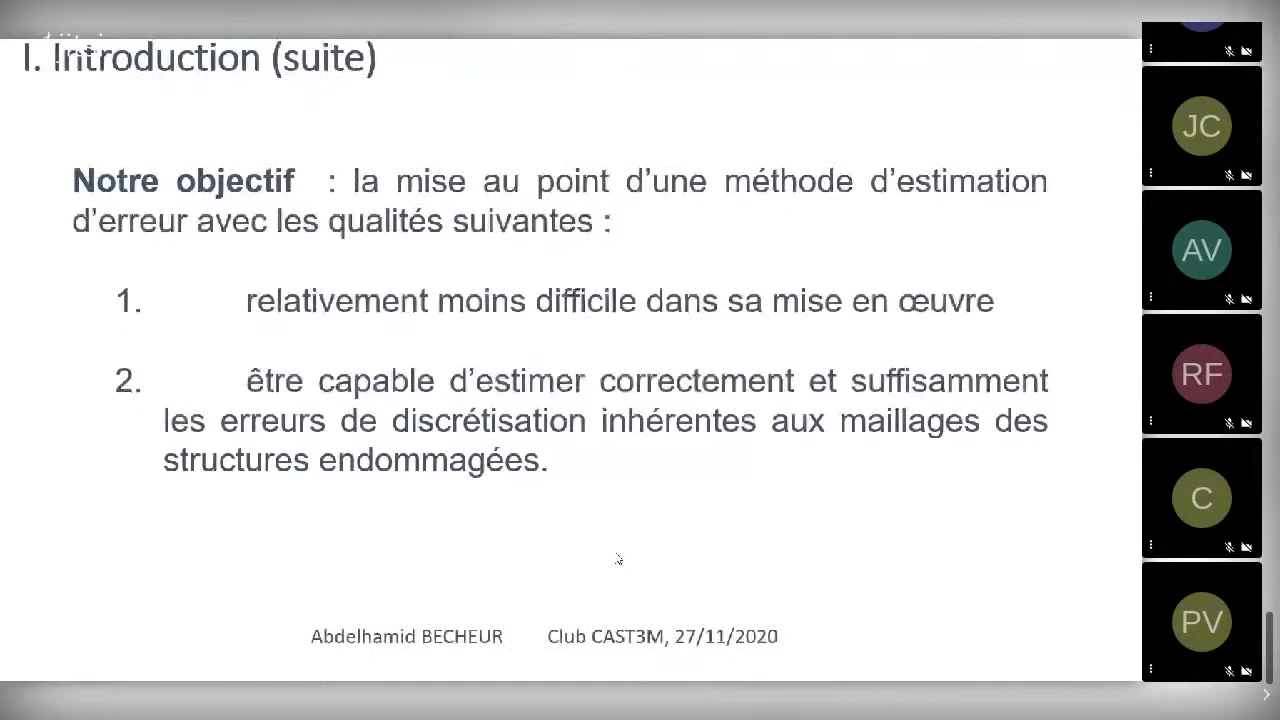 I. Introduction (suite)
Notre objectif : la mise au point d'une méthode d'estimation
d'erreur avec les qualités suivantes :
1. relativement moins difficile dans sa mise en œuvre
2. être capable d'estimer correctement et suffisamment
les erreurs de discrétisation inhérentes aux maillages des
structures endommagées.
Abdelhamid BECHEUR Club CAST3M, 27/11/2020
JC
AV
RF
C
PV